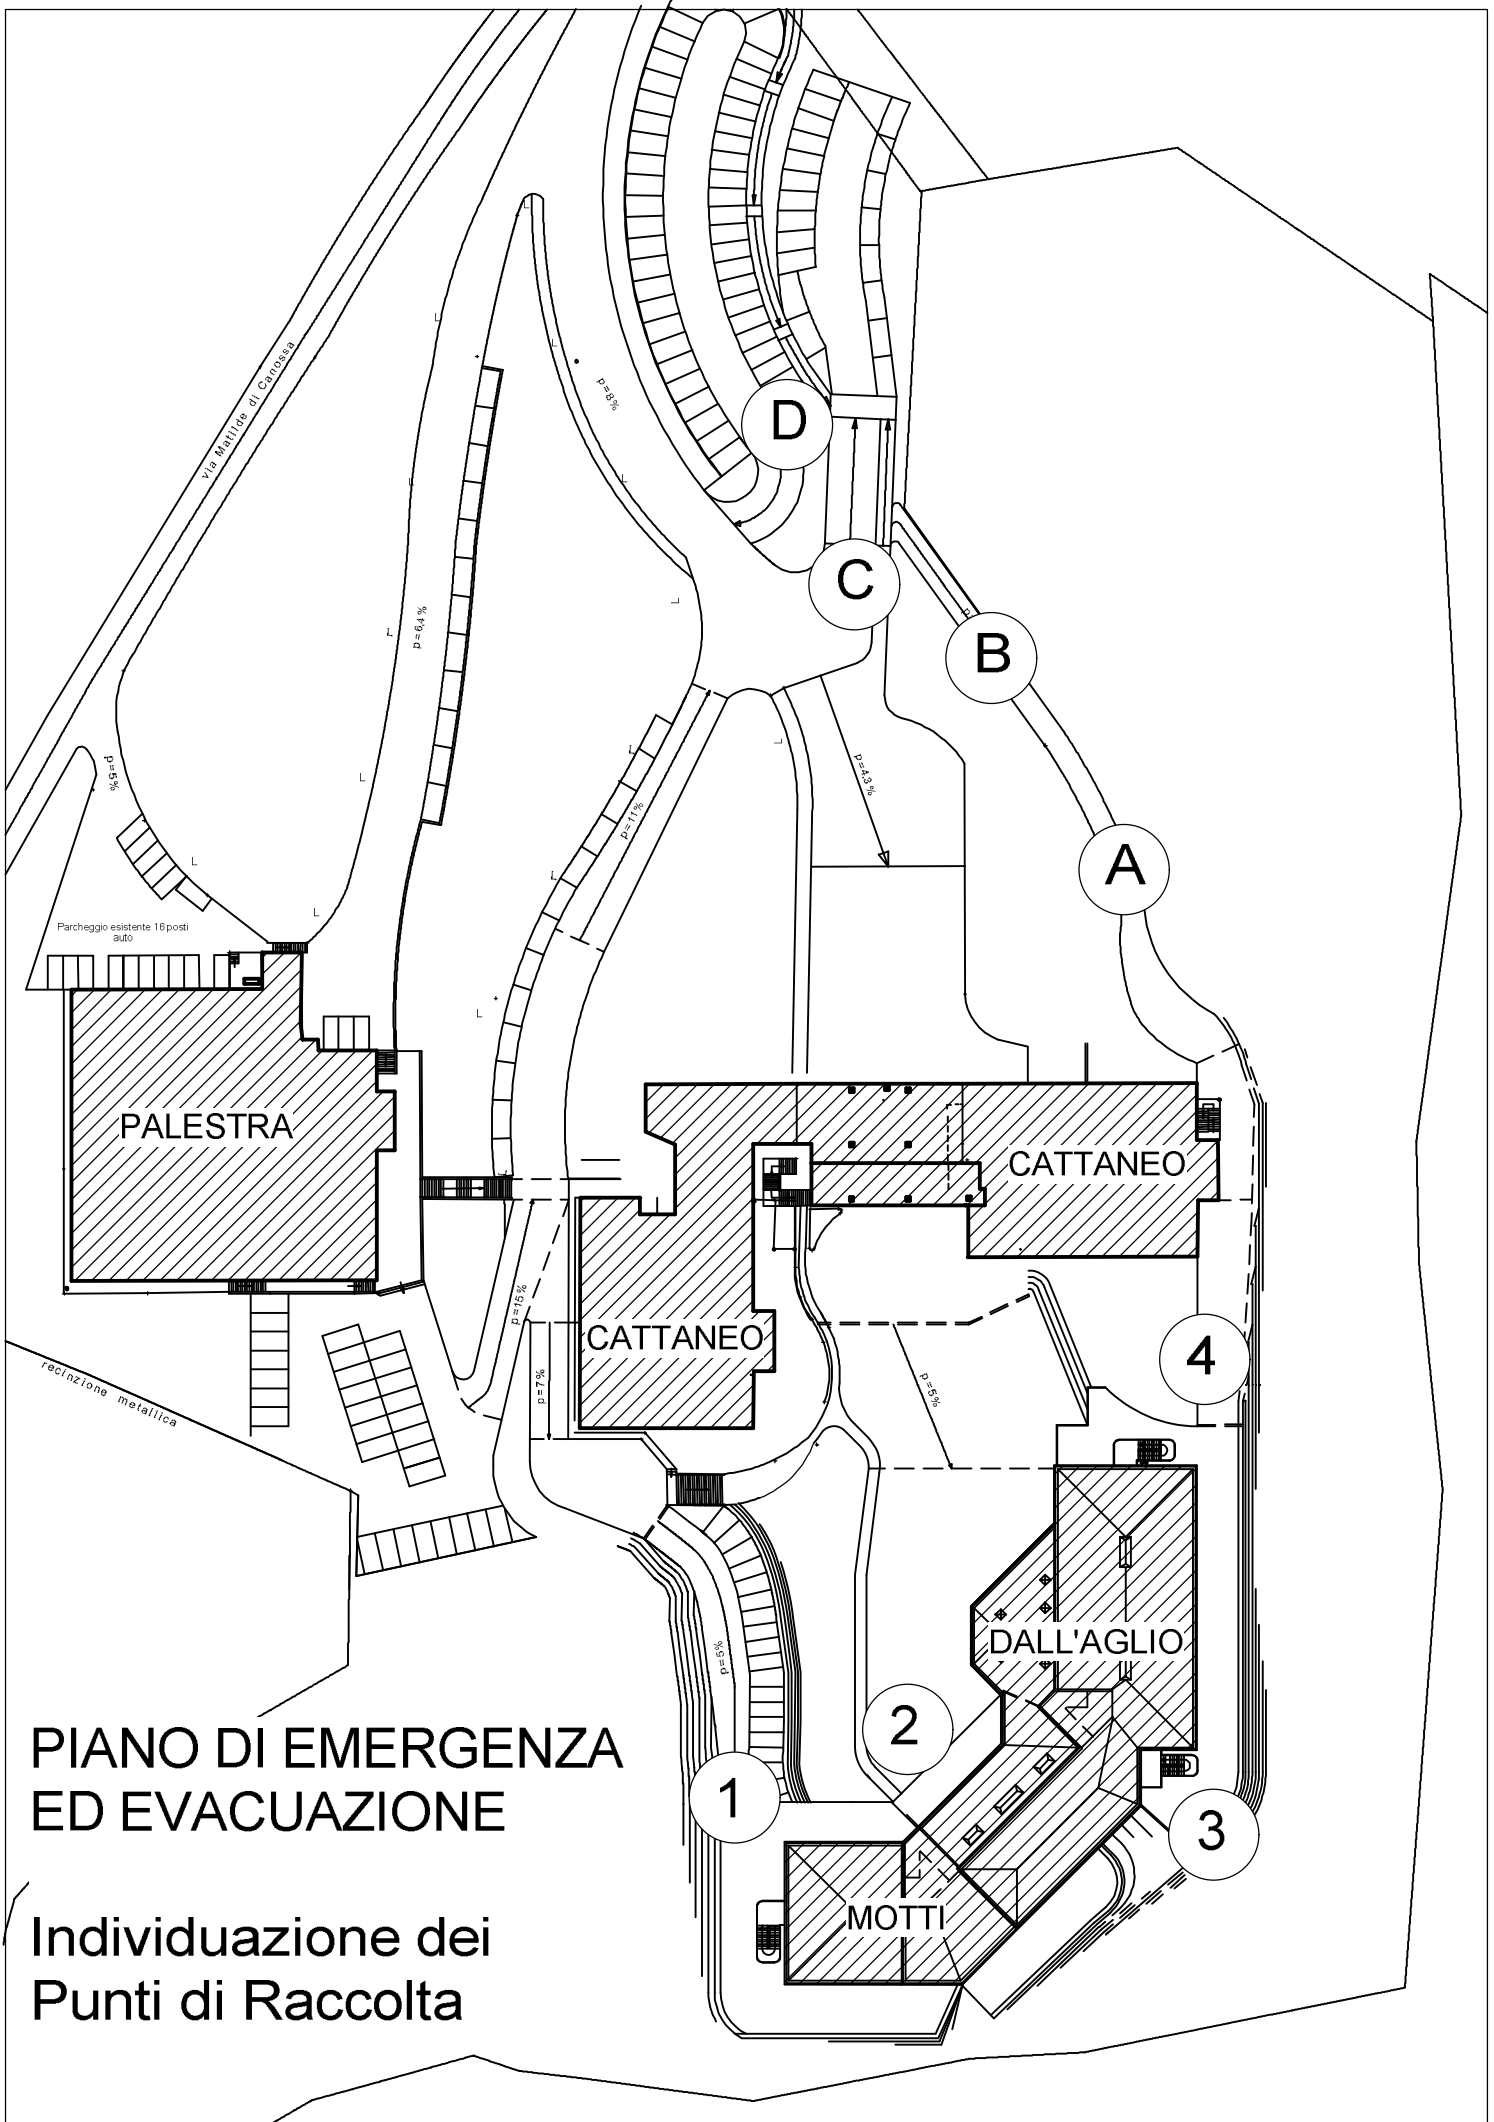 D
p=8%
via Matilde di Canossa
C
B
p=6,4%
p=4,3%
p=5%
p=11%
A
Parcheggio esistente 16 posti
auto
PALESTRA
CATTANEO
p=15%
CATTANEO
4
recinzione metallica
p=7%
p=5%
DALL'AGLIO
p=5%
2
PIANO DI EMERGENZA
ED EVACUAZIONE
1
3
MOTTI
Individuazione dei
Punti di Raccolta